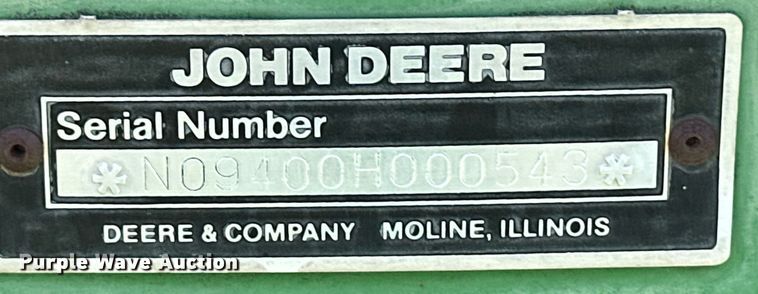 JOHN DEERE
Serial Number
*N09400H000543*
DEERE & COMPANY MOLINE, ILLINOIS
Purple Wave Auction